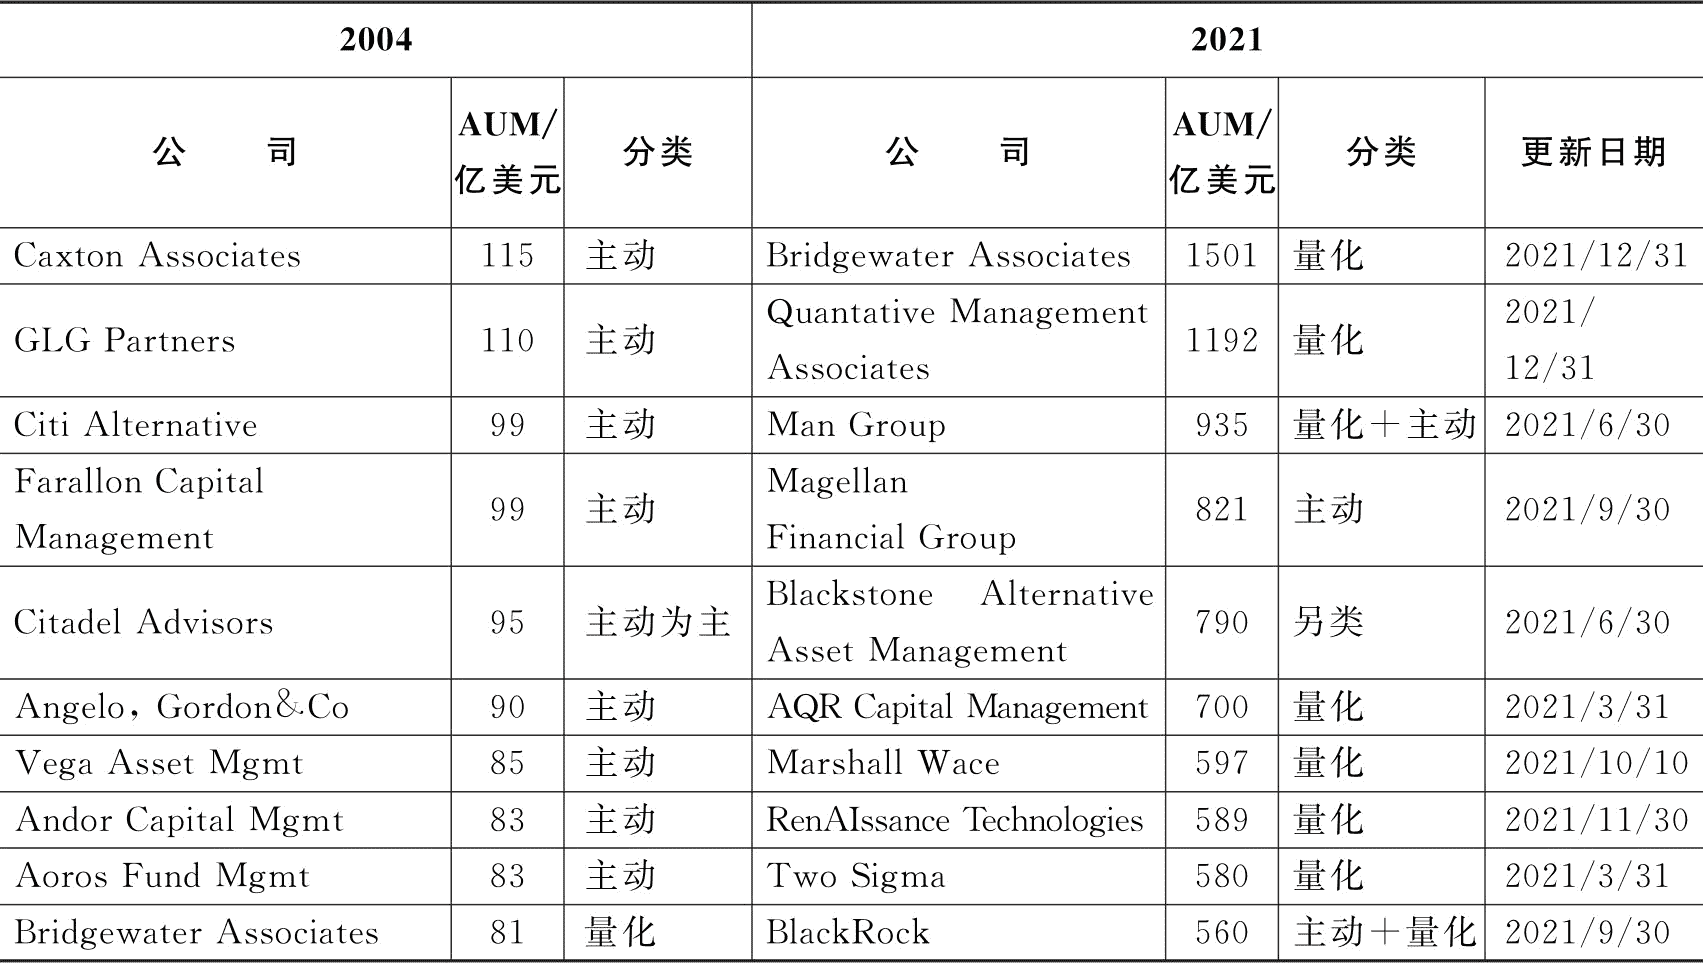 2004 2021
公 司 AUM/亿美元 分类 公 司 AUM/亿美元 分类 更新日期
Caxton Associates 115 主动 Bridgewater Associates 1501 量化 2021/12/31
GLG Partners 110 主动 Quantative Management Associates 1192 量化 2021/12/31
Citi Alternative 99 主动 Man Group 935 量化+主动 2021/6/30
Farallon Capital Management 99 主动 Magellan Financial Group 821 主动 2021/9/30
Citadel Advisors 95 主动为主 Blackstone Alternative Asset Management 790 另类 2021/6/30
Angelo, Gordon&Co 90 主动 AQR Capital Management 700 量化 2021/3/31
Vega Asset Mgmt 85 主动 Marshall Wace 597 量化 2021/10/10
Andor Capital Mgmt 83 主动 RenAIssance Technologies 589 量化 2021/11/30
Aoros Fund Mgmt 83 主动 Two Sigma 580 量化 2021/3/31
Bridgewater Associates 81 量化 BlackRock 560 主动+量化 2021/9/30